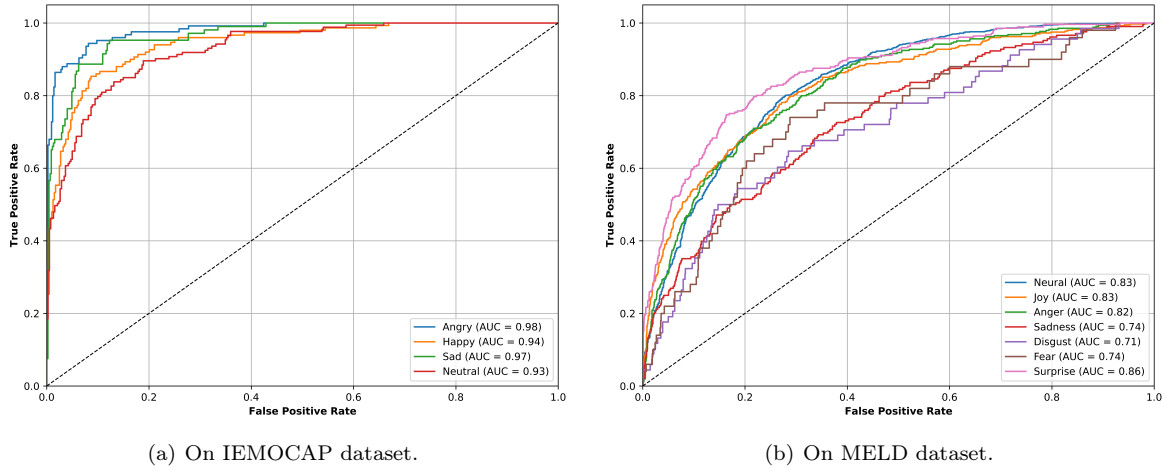 1.0
0.8
0.6
0.4
0.2
0.0
True Positive Rate
0.0 0.2 0.4 0.6 0.8 1.0
False Positive Rate
Angry (AUC = 0.98)
Happy (AUC = 0.94)
Sad (AUC = 0.97)
Neutral (AUC = 0.93)
(a) On IEMOCAP dataset.
1.0
0.8
0.6
0.4
0.2
0.0
True Positive Rate
0.0 0.2 0.4 0.6 0.8 1.0
False Positive Rate
Neural (AUC = 0.83)
Joy (AUC = 0.83)
Anger (AUC = 0.82)
Sadness (AUC = 0.74)
Disgust (AUC = 0.71)
Fear (AUC = 0.74)
Surprise (AUC = 0.86)
(b) On MELD dataset.